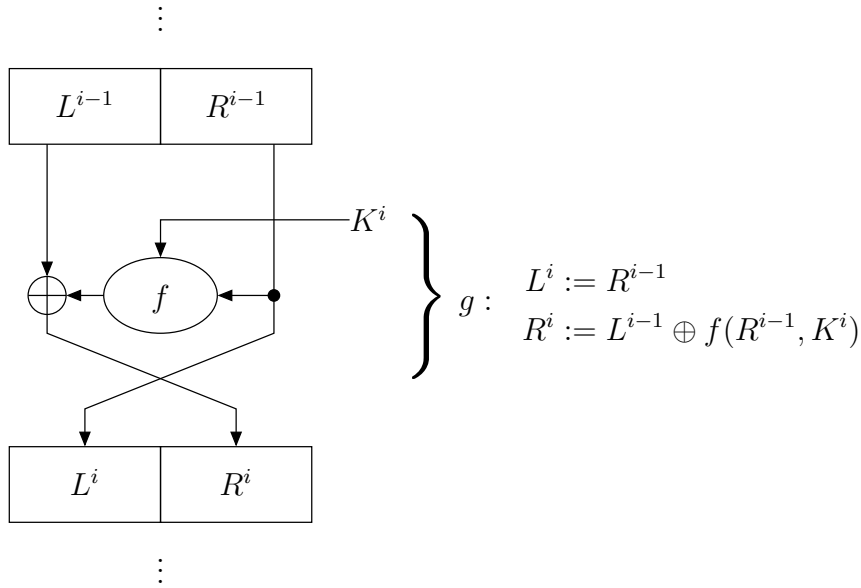 ⋮
L^{i-1} R^{i-1}
K^i
f
g :
L^i := R^{i-1}
R^i := L^{i-1} ⊕ f(R^{i-1}, K^i)
L^i R^i
⋮